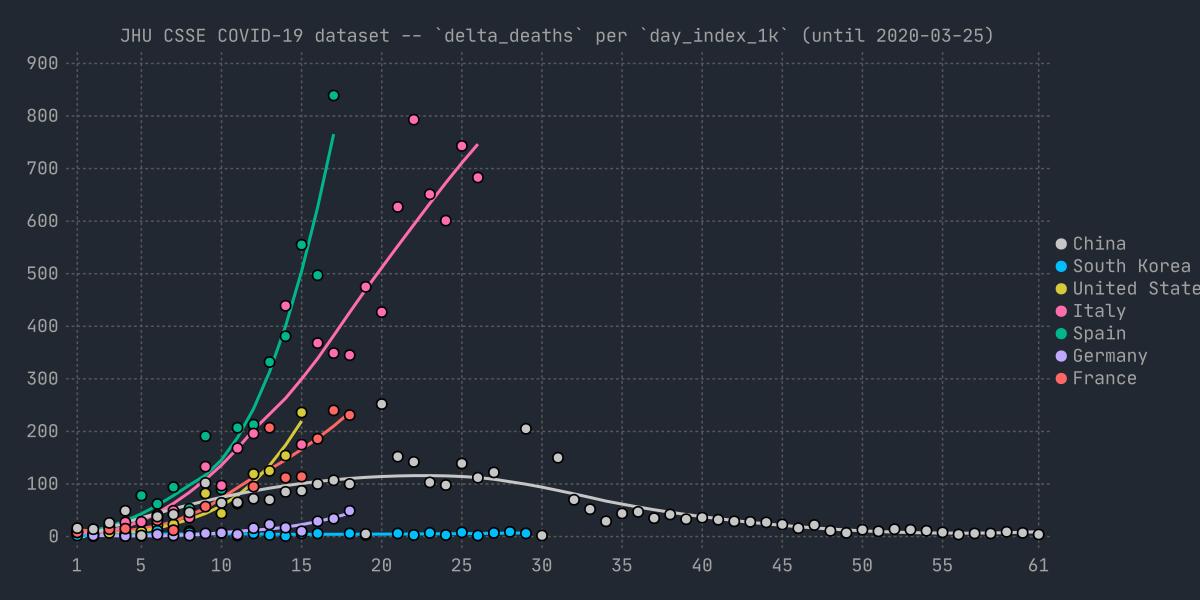 JHU CSSE COVID-19 dataset -- `delta_deaths` per `day_index_1k` (until 2020-03-25)
900
800
700
600
500
400
300
200
100
0
1 5 10 15 20 25 30 35 40 45 50 55 61
China
South Korea
United State
Italy
Spain
Germany
France